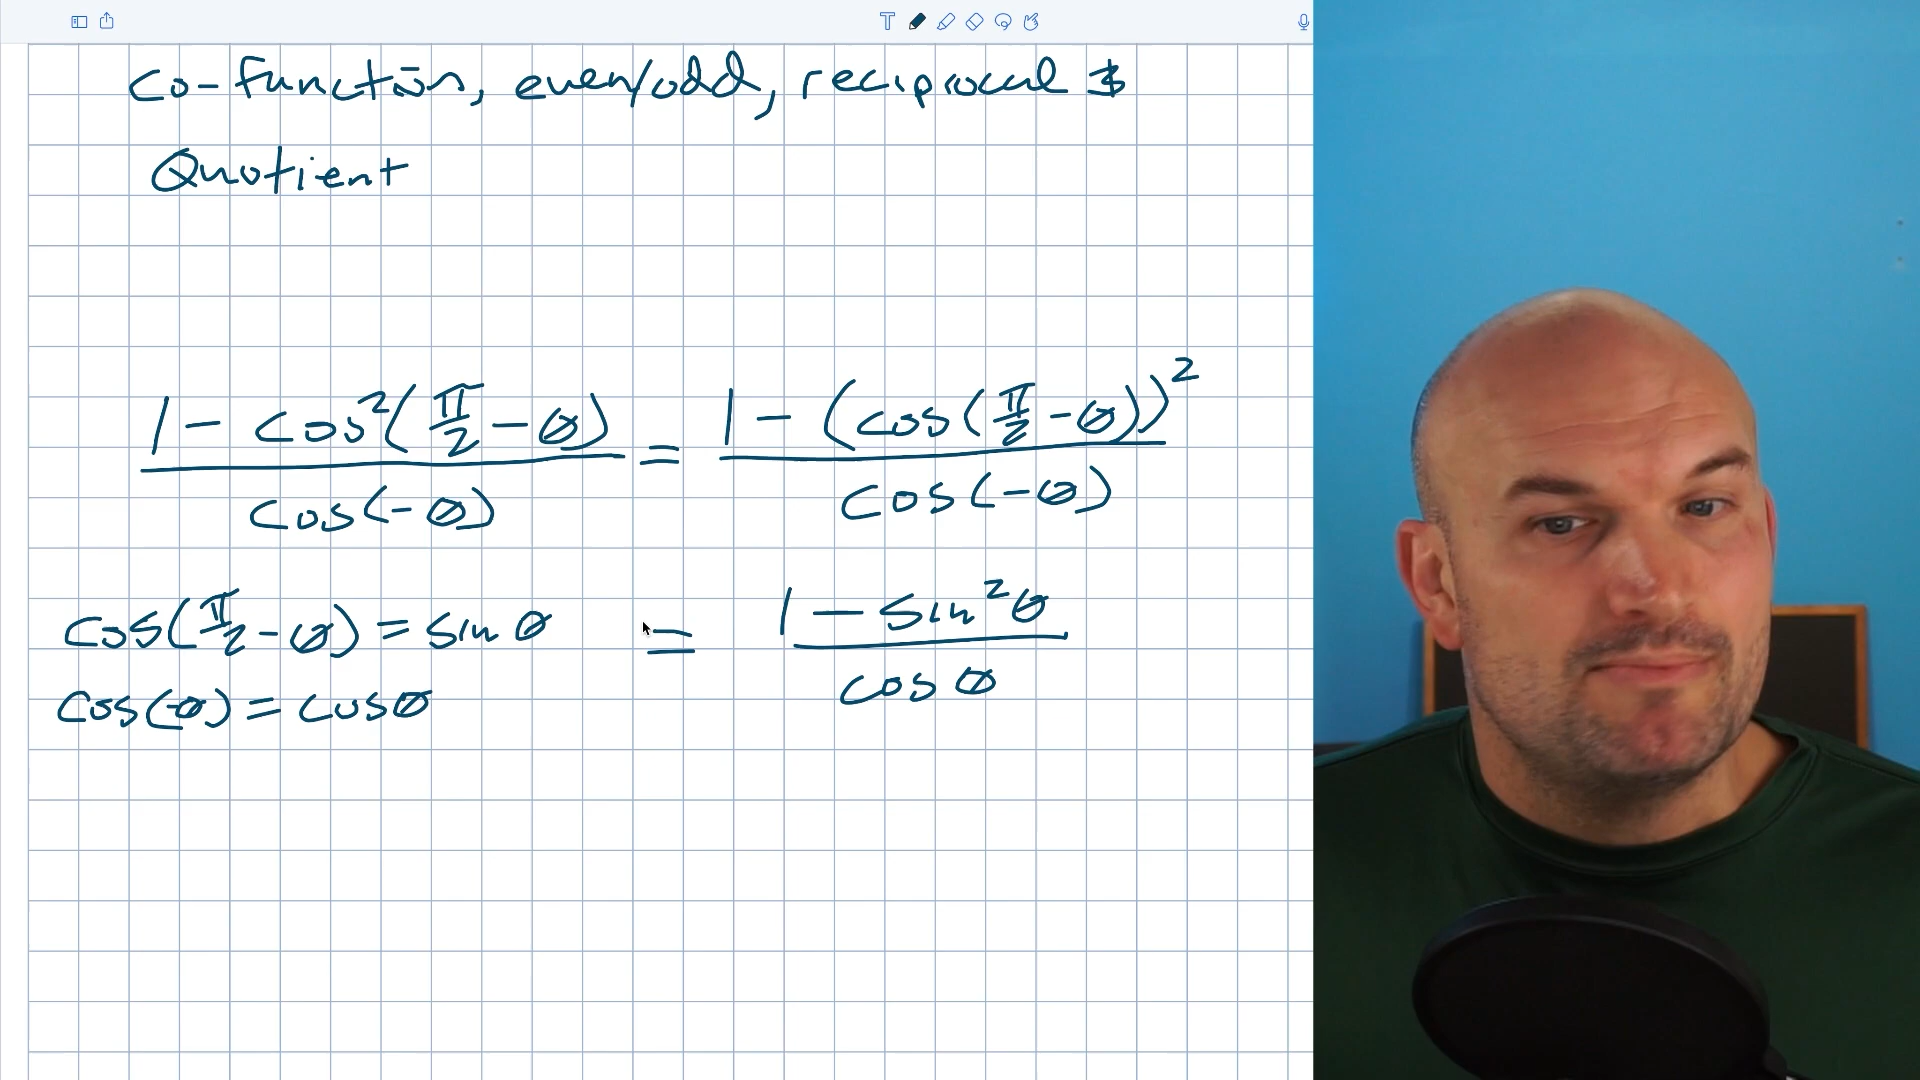 co-function, even/odd, reciprocal &
Quotient
1 - cos²(π/2 - θ) / cos(-θ) = 1 - (cos(π/2 - θ))² / cos(-θ)
cos(π/2 - θ) = sin θ
= 1 - sin²θ / cos θ
cos(-θ) = cos θ